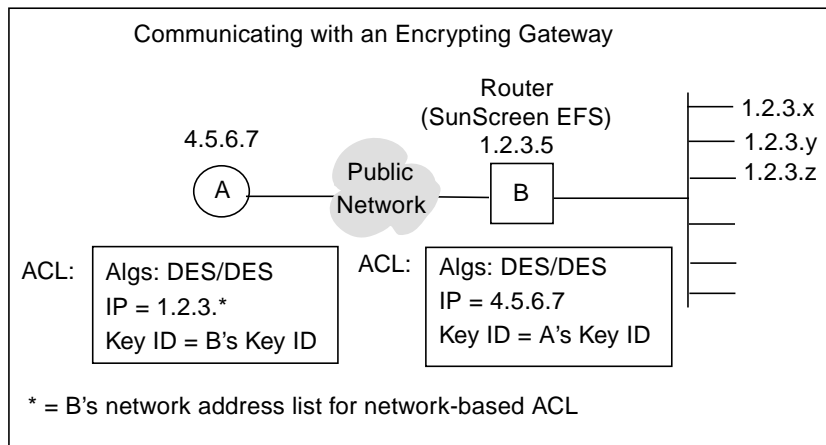 Communicating with an Encrypting Gateway
Router
(SunScreen EFS)
1.2.3.5
4.5.6.7
A
Public
Network
B
1.2.3.x
1.2.3.y
1.2.3.z
ACL:
Algs: DES/DES
IP = 1.2.3.*
Key ID = B’s Key ID
ACL:
Algs: DES/DES
IP = 4.5.6.7
Key ID = A’s Key ID
* = B’s network address list for network-based ACL